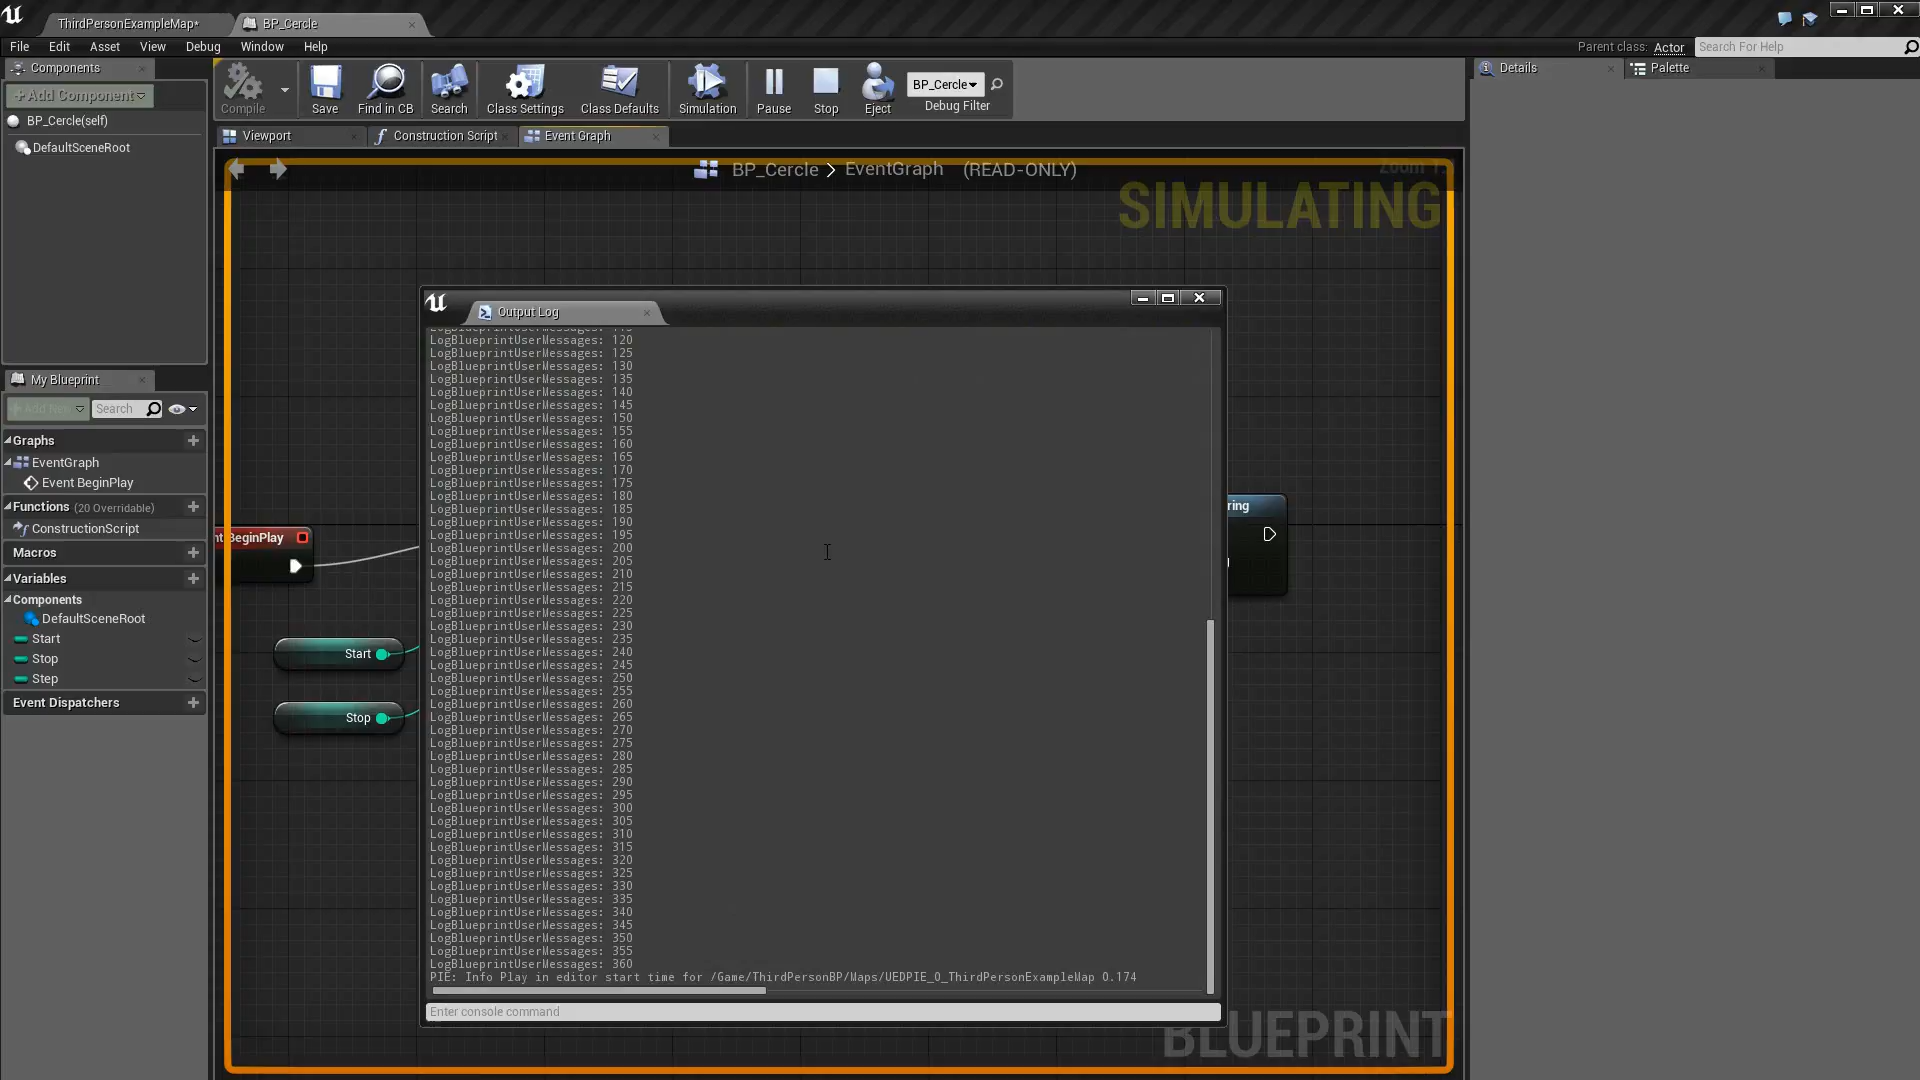 ThirdPersonExampleMap*
BP_Cercle
File Edit Asset View Debug Window Help
Parent class: Actor
Search For Help
Components
Add Component
BP_Cercle(self)
DefaultSceneRoot
Compile
Save
Find in CB
Search
Class Settings
Class Defaults
Simulation
Pause
Stop
Eject
BP_Cercle
Debug Filter
Details
Palette
Viewport
Construction Script
Event Graph
BP_Cercle > EventGraph (READ-ONLY)
Zoom
SIMULATING
My Blueprint
Search
Graphs
EventGraph
Event BeginPlay
Functions (20 Overridable)
ConstructionScript
Macros
Variables
Components
DefaultSceneRoot
Start
Stop
Step
Event Dispatchers
BeginPlay
Start
Stop
ring
Output Log
LogBlueprintUserMessages: 120
LogBlueprintUserMessages: 125
LogBlueprintUserMessages: 130
LogBlueprintUserMessages: 135
LogBlueprintUserMessages: 140
LogBlueprintUserMessages: 145
LogBlueprintUserMessages: 150
LogBlueprintUserMessages: 155
LogBlueprintUserMessages: 160
LogBlueprintUserMessages: 165
LogBlueprintUserMessages: 170
LogBlueprintUserMessages: 175
LogBlueprintUserMessages: 180
LogBlueprintUserMessages: 185
LogBlueprintUserMessages: 190
LogBlueprintUserMessages: 195
LogBlueprintUserMessages: 200
LogBlueprintUserMessages: 205
LogBlueprintUserMessages: 210
LogBlueprintUserMessages: 215
LogBlueprintUserMessages: 220
LogBlueprintUserMessages: 225
LogBlueprintUserMessages: 230
LogBlueprintUserMessages: 235
LogBlueprintUserMessages: 240
LogBlueprintUserMessages: 245
LogBlueprintUserMessages: 250
LogBlueprintUserMessages: 255
LogBlueprintUserMessages: 260
LogBlueprintUserMessages: 265
LogBlueprintUserMessages: 270
LogBlueprintUserMessages: 275
LogBlueprintUserMessages: 280
LogBlueprintUserMessages: 285
LogBlueprintUserMessages: 290
LogBlueprintUserMessages: 295
LogBlueprintUserMessages: 300
LogBlueprintUserMessages: 305
LogBlueprintUserMessages: 310
LogBlueprintUserMessages: 315
LogBlueprintUserMessages: 320
LogBlueprintUserMessages: 325
LogBlueprintUserMessages: 330
LogBlueprintUserMessages: 335
LogBlueprintUserMessages: 340
LogBlueprintUserMessages: 345
LogBlueprintUserMessages: 350
LogBlueprintUserMessages: 355
LogBlueprintUserMessages: 360
PIE: Info Play in editor start time for /Game/ThirdPersonBP/Maps/UEDPIE_0_ThirdPersonExampleMap 0.174
Enter console command
BLUEPRINT